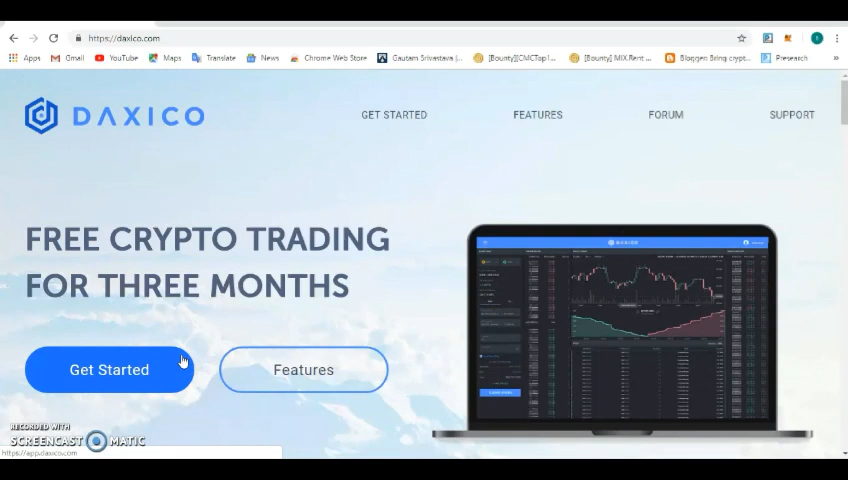 https://daxico.com
Apps
Gmail
YouTube
Maps
Translate
News
Chrome Web Store
Gautam Srivastava (..
[Bounty][CMCTop1...
[Bounty] MIX.Rent ...
Blogger: Bring crypt...
Presearch
»
DAXICO
GET STARTED
FEATURES
FORUM
SUPPORT
FREE CRYPTO TRADING
FOR THREE MONTHS
Get Started
Features
RECORDED WITH
SCREENCAST MATIC
https://app.daxico.com